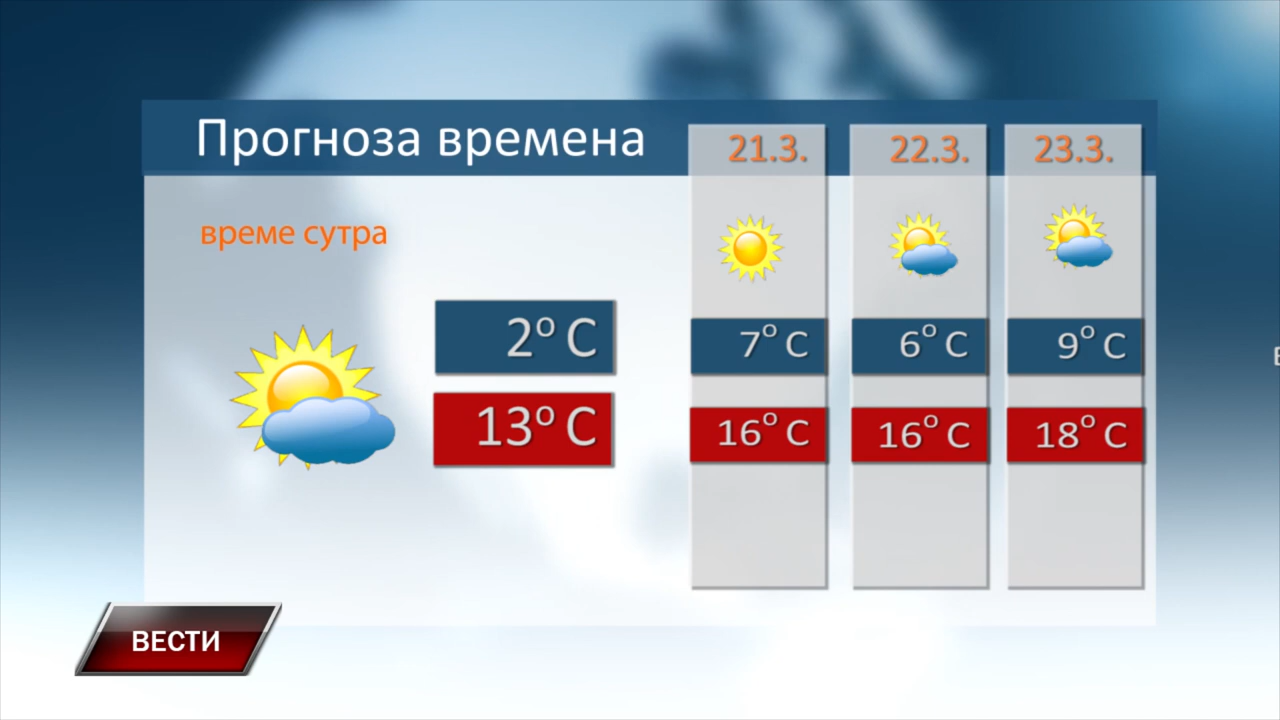 Прогноза времена
време сутра
2° C
13° C
21.3.
7° C
16° C
22.3.
6° C
16° C
23.3.
9° C
18° C
ВЕСТИ